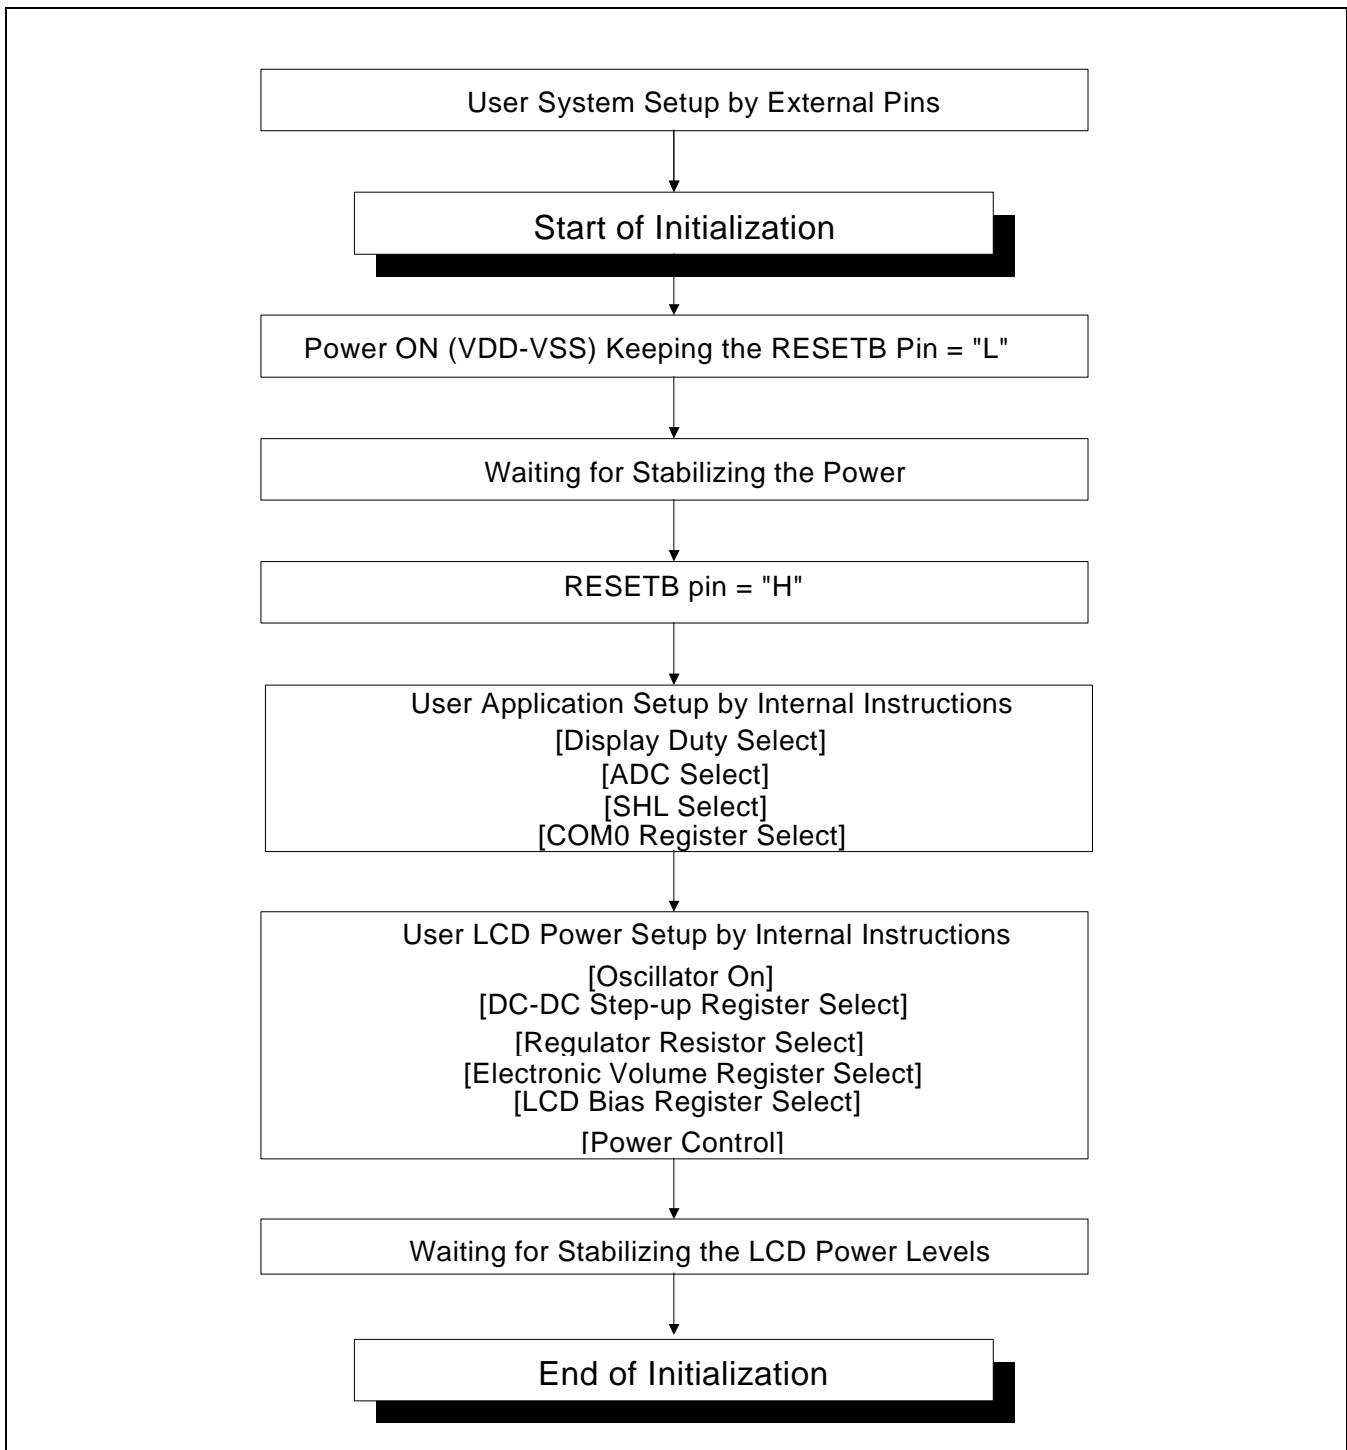 User System Setup by External Pins
Start of Initialization
Power ON (VDD-VSS) Keeping the RESETB Pin = "L"
Waiting for Stabilizing the Power
RESETB pin = "H"
User Application Setup by Internal Instructions
[Display Duty Select]
[ADC Select]
[SHL Select]
[COM0 Register Select]
User LCD Power Setup by Internal Instructions
[Oscillator On]
[DC-DC Step-up Register Select]
[Regulator Resistor Select]
[Electronic Volume Register Select]
[LCD Bias Register Select]
[Power Control]
Waiting for Stabilizing the LCD Power Levels
End of Initialization